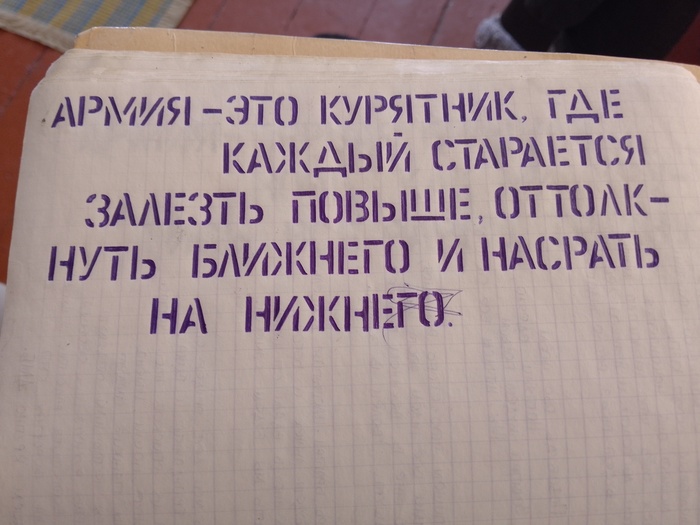 АРМИЯ – ЭТО КУРЯТНИК, ГДЕ
КАЖДЫЙ СТАРАЕТСЯ
ЗАЛЕЗТЬ ПОВЫШЕ, ОТТОЛК-
НУТЬ БЛИЖНЕГО И НАСРАТЬ
НА НИЖНЕГО.